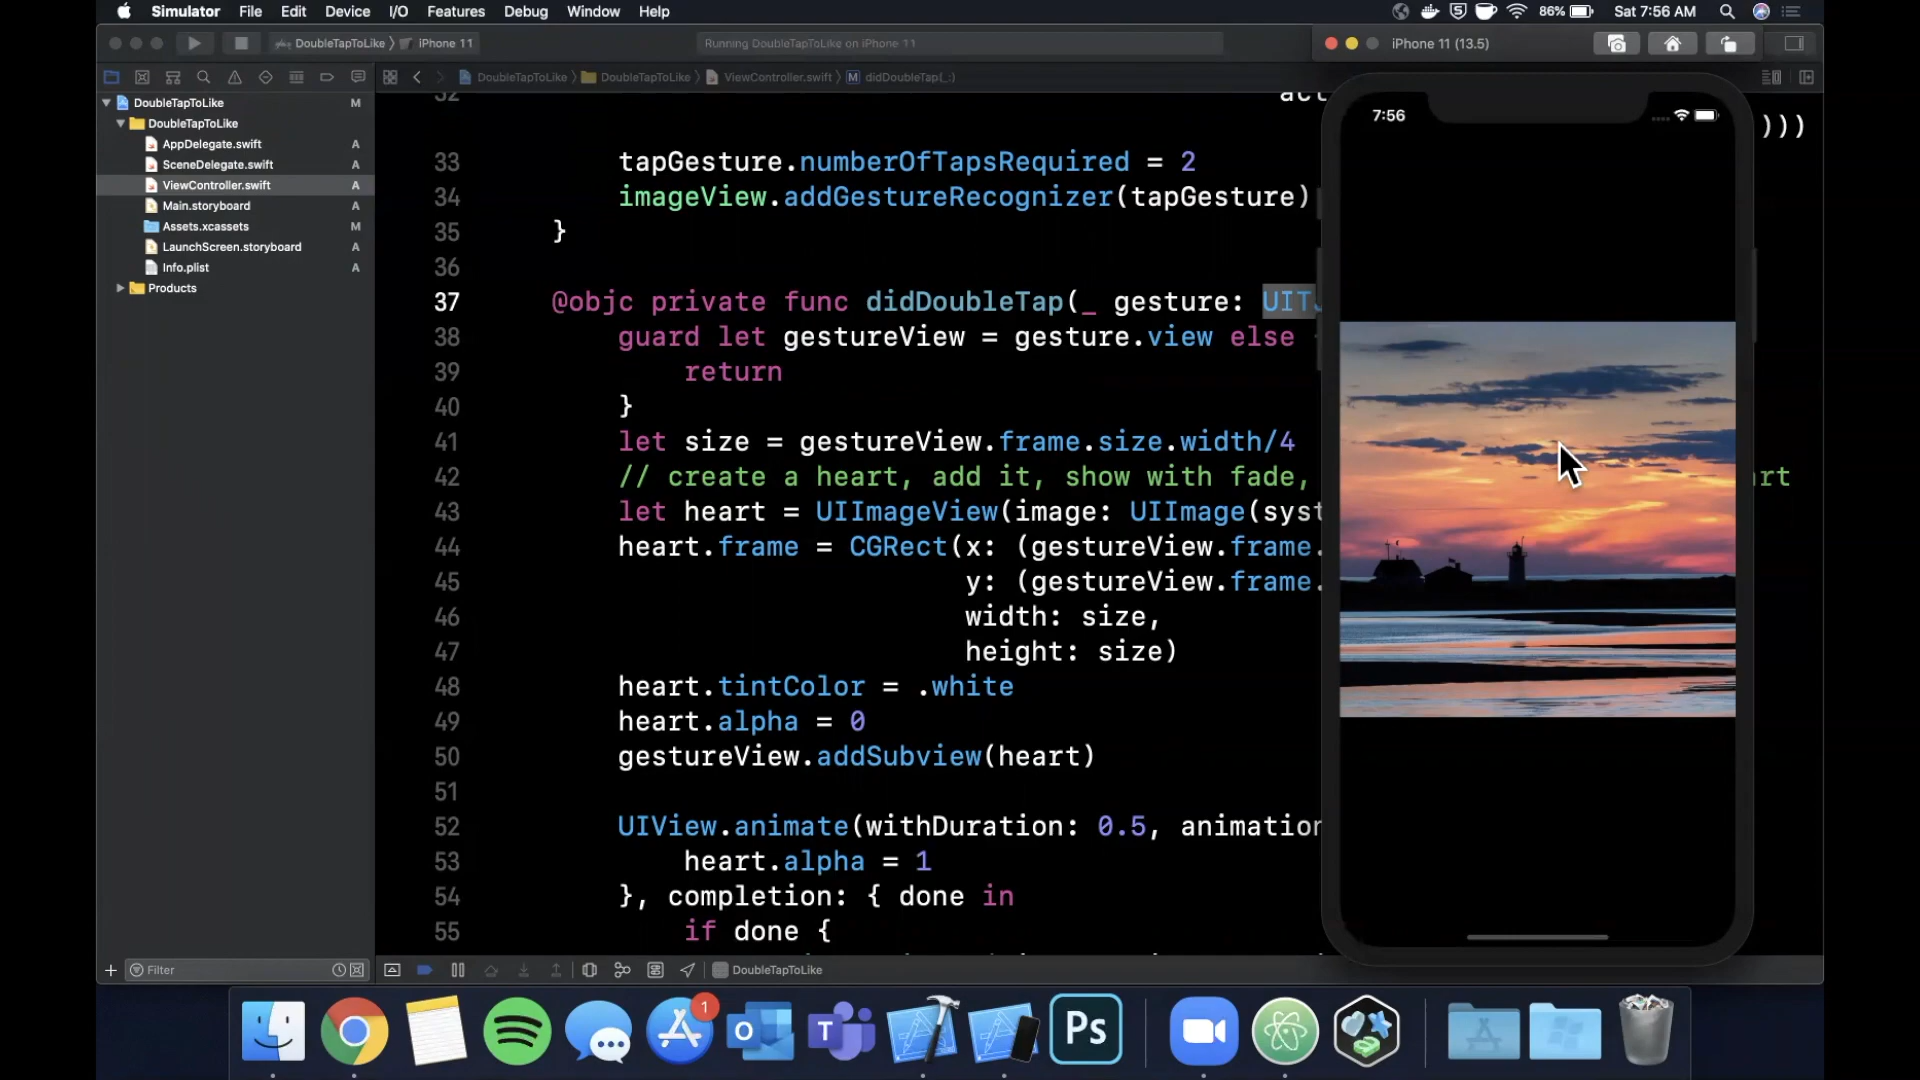 Simulator File Edit Device I/O Features Debug Window Help
86% Sat 7:56 AM
DoubleTapToLike iPhone 11
Running DoubleTapToLike on iPhone 11
iPhone 11 (13.5)
DoubleTapToLike DoubleTapToLike ViewController.swift M didDoubleTap(_:)
DoubleTapToLike M
DoubleTapToLike
AppDelegate.swift A
SceneDelegate.swift A
ViewController.swift A
Main.storyboard A
Assets.xcassets M
LaunchScreen.storyboard A
Info.plist A
Products
32
)))
33 tapGesture.numberOfTapsRequired = 2
34 imageView.addGestureRecognizer(tapGesture)
35 }
36
37 @objc private func didDoubleTap(_ gesture: UIT
38 guard let gestureView = gesture.view else
39 return
40 }
41 let size = gestureView.frame.size.width/4
42 // create a heart, add it, show with fade,
43 let heart = UIImageView(image: UIImage(syst
44 heart.frame = CGRect(x: (gestureView.frame.
45 y: (gestureView.frame.
46 width: size,
47 height: size)
48 heart.tintColor = .white
49 heart.alpha = 0
50 gestureView.addSubview(heart)
51
52 UIView.animate(withDuration: 0.5, animation
53 heart.alpha = 1
54 }, completion: { done in
55 if done {
7:56
Filter
DoubleTapToLike
1
Ps